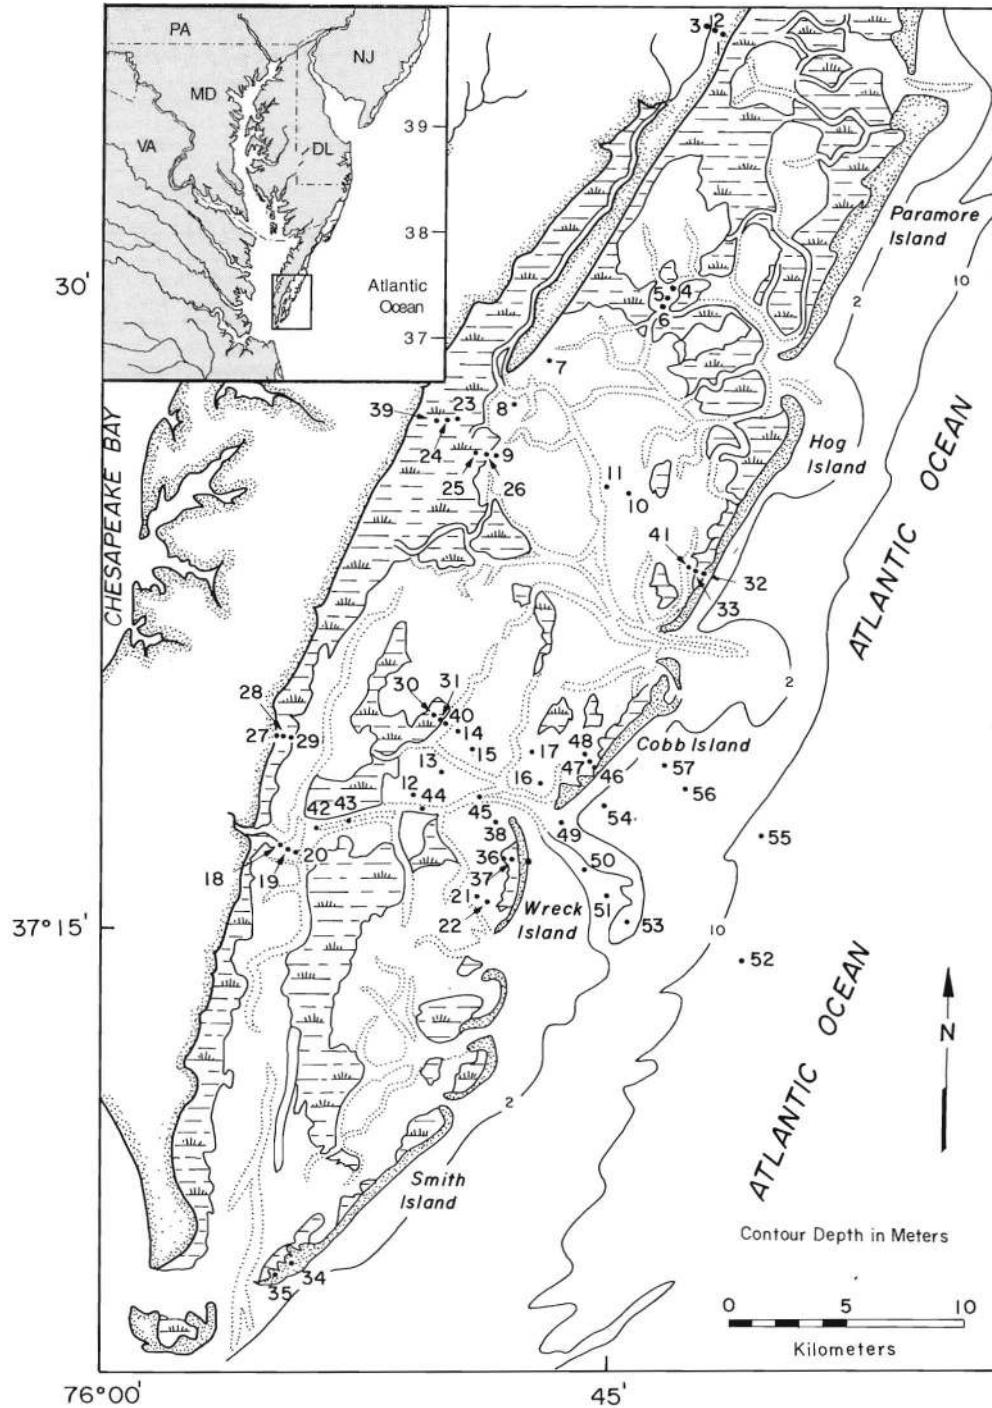 PA
NJ
MD
39
VA
DL
38
Atlantic
Ocean
37
30'
3
2
1
Paramore
Island
2
10
4
5
6
7
8
39
23
24
9
25
26
11
10
Hog
Island
41
32
33
CHESAPEAKE BAY
ATLANTIC OCEAN
2
28
27
29
30
31
40
14
15
13
12
44
17
16
48
47
46
Cobb Island
57
56
54
55
42
43
45
38
49
50
18
19
20
36
37
21
22
Wreck
Island
51
53
37°15'
10
52
ATLANTIC OCEAN
N
2
Smith
Island
34
35
Contour Depth in Meters
0 5 10
Kilometers
76°00' 45'